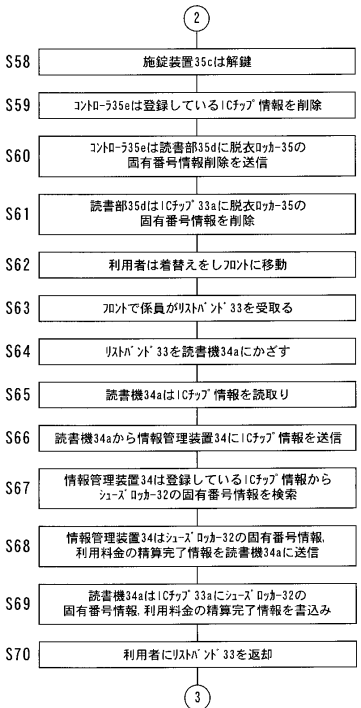 2
S58 施錠装置35cは解鍵
S59 コントローラ35eは登録しているICチップ情報を削除
S60 コントローラ35eは読書部35dに脱衣ロッカー35の
固有番号情報削除を送信
S61 読書部35dはICチップ33aに脱衣ロッカー35の
固有番号情報を削除
S62 利用者は着替えをしフロントに移動
S63 フロントで係員がリストバンド33を受取る
S64 リストバンド33を読書機34aにかざす
S65 読書機34aはICチップ情報を読取り
S66 読書機34aから情報管理装置34にICチップ情報を送信
S67 情報管理装置34は登録しているICチップ情報から
シューズロッカー32の固有番号情報を検索
S68 情報管理装置34はシューズロッカー32の固有番号情報,
利用料金の精算完了情報を読書機34aに送信
S69 読書機34aはICチップ33aにシューズロッカー32の
固有番号情報,利用料金の精算完了情報を書込み
S70 利用者にリストバンド33を返却
3